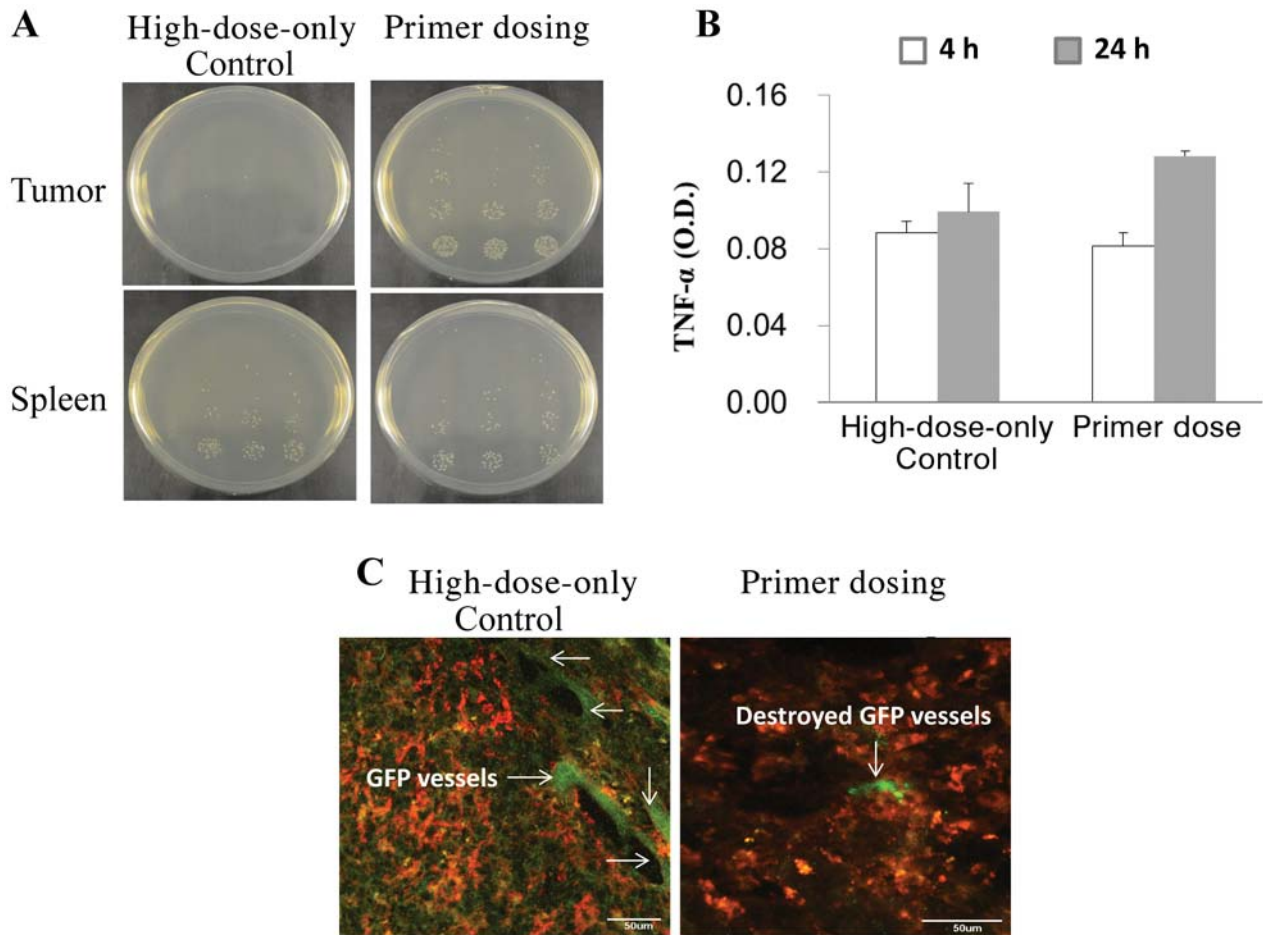 A
High-dose-only
Control
Primer dosing
Tumor
Spleen
B
4 h
24 h
TNF-α (O.D.)
0.16
0.12
0.08
0.04
0.00
High-dose-only
Control
Primer dose
C
High-dose-only
Control
Primer dosing
GFP vessels
50um
Destroyed GFP vessels
50um